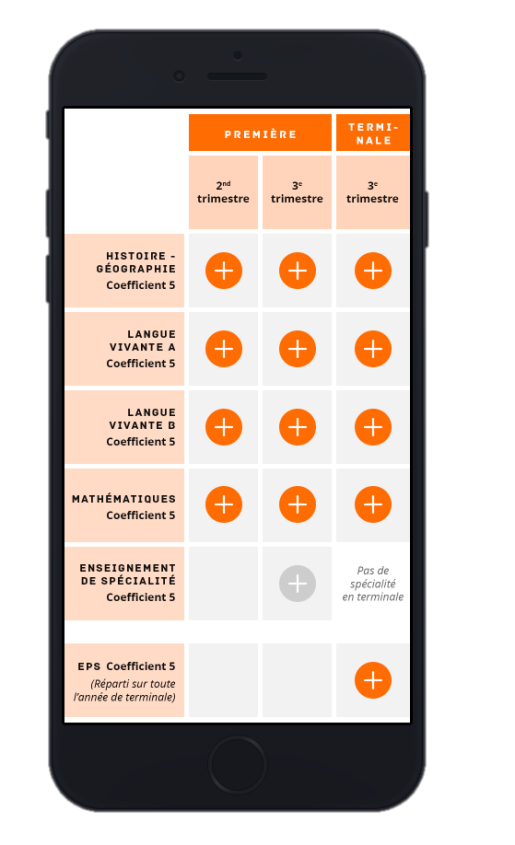 PREMIÈRE
TERMI-
NALE
2nd
trimestre
3e
trimestre
3e
trimestre
HISTOIRE -
GÉOGRAPHIE
Coefficient 5
LANGUE
VIVANTE A
Coefficient 5
LANGUE
VIVANTE B
Coefficient 5
MATHÉMATIQUES
Coefficient 5
ENSEIGNEMENT
DE SPÉCIALITÉ
Coefficient 5
Pas de
spécialité
en terminale
EPS Coefficient 5
(Réparti sur toute
l'année de terminale)